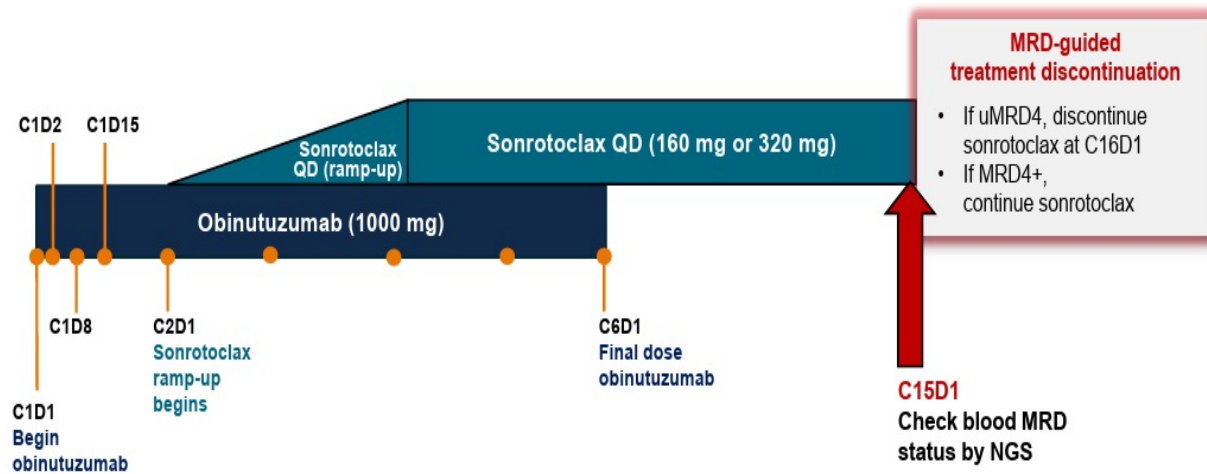 MRD-guided
treatment discontinuation
• If uMRD4, discontinue
sonrotoclax at C16D1
• If MRD4+,
continue sonrotoclax
C1D2
C1D15
Sonrotoclax
QD (ramp-up)
Sonrotoclax QD (160 mg or 320 mg)
Obinutuzumab (1000 mg)
C1D8
C2D1
Sonrotoclax
ramp-up
begins
C6D1
Final dose
obinutuzumab
C1D1
Begin
obinutuzumab
C15D1
Check blood MRD
status by NGS